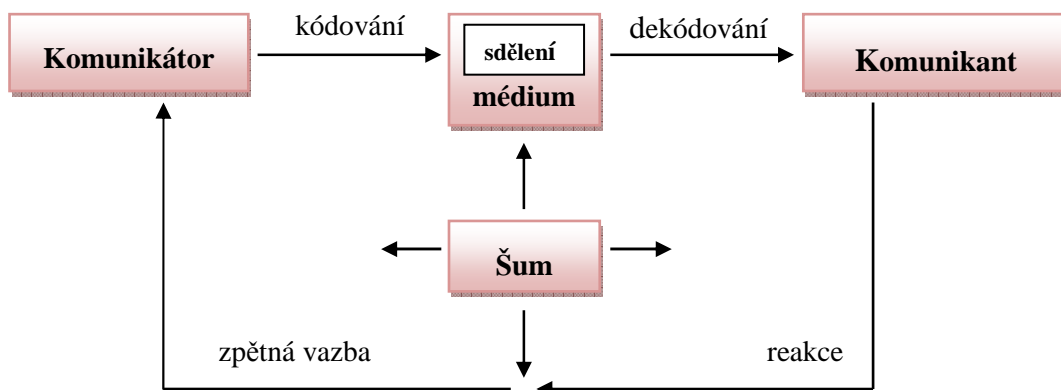 kódování
dekódování
Komunikátor
sdělení
médium
Komunikant
Šum
zpětná vazba
reakce